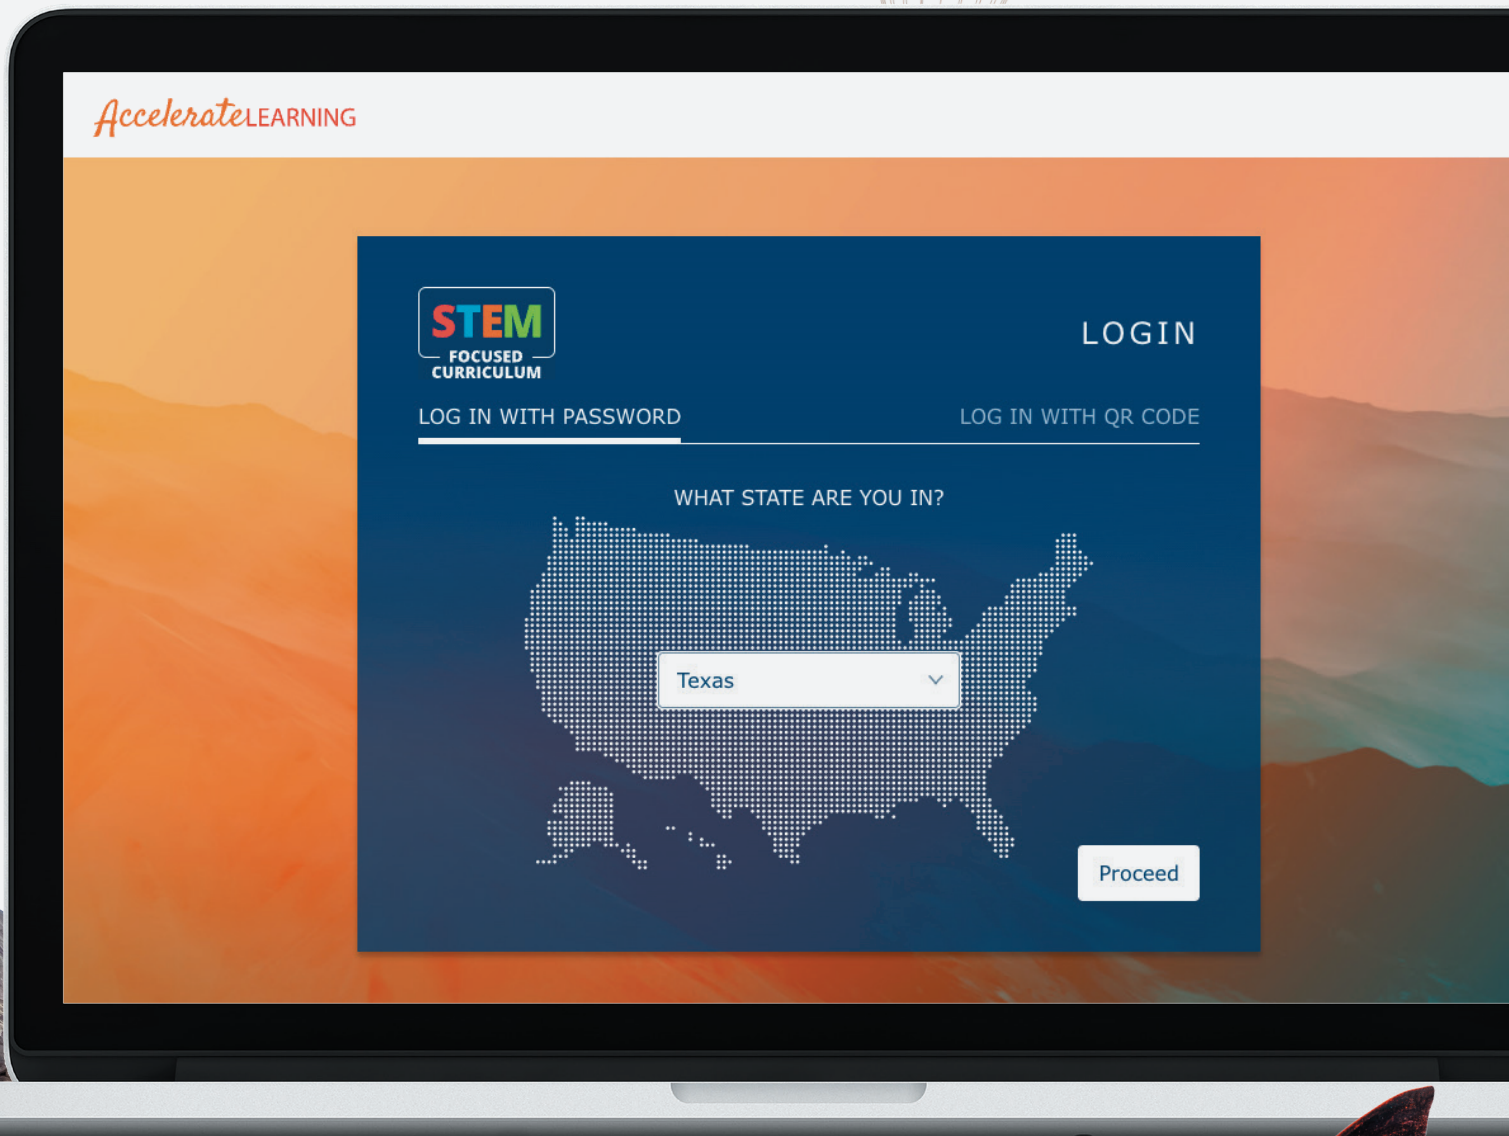 AccelerateLEARNING
STEM
FOCUSED
CURRICULUM
LOGIN
LOG IN WITH PASSWORD
LOG IN WITH QR CODE
WHAT STATE ARE YOU IN?
Texas
Proceed